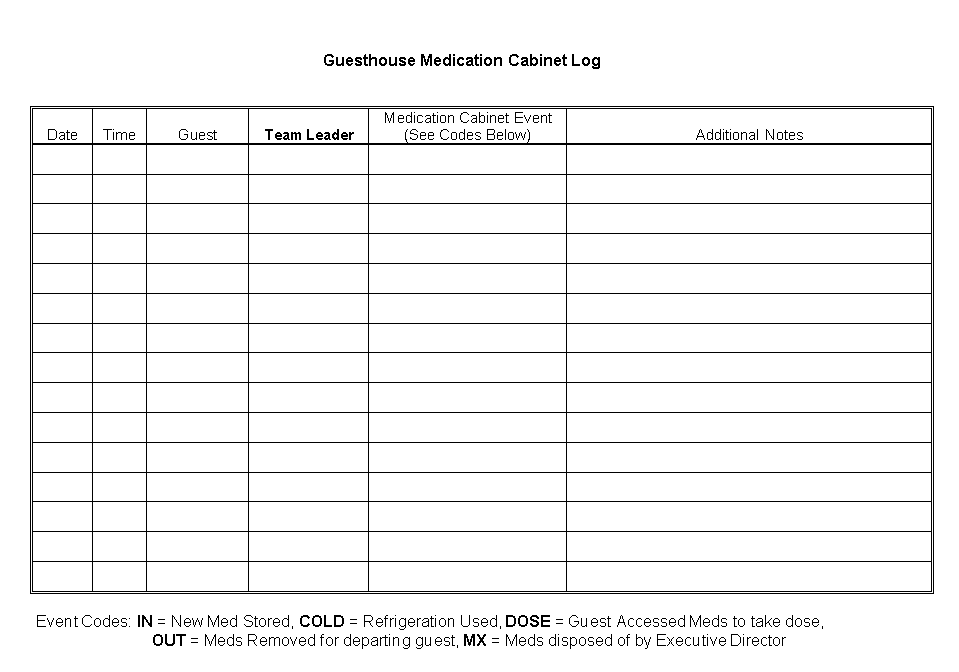 Guesthouse Medication Cabinet Log
Date Time Guest Team Leader Medication Cabinet Event (See Codes Below) Additional Notes
Event Codes: IN = New Med Stored, COLD = Refrigeration Used, DOSE = Guest Accessed Meds to take dose,
OUT = Meds Removed for departing guest, MX = Meds disposed of by Executive Director